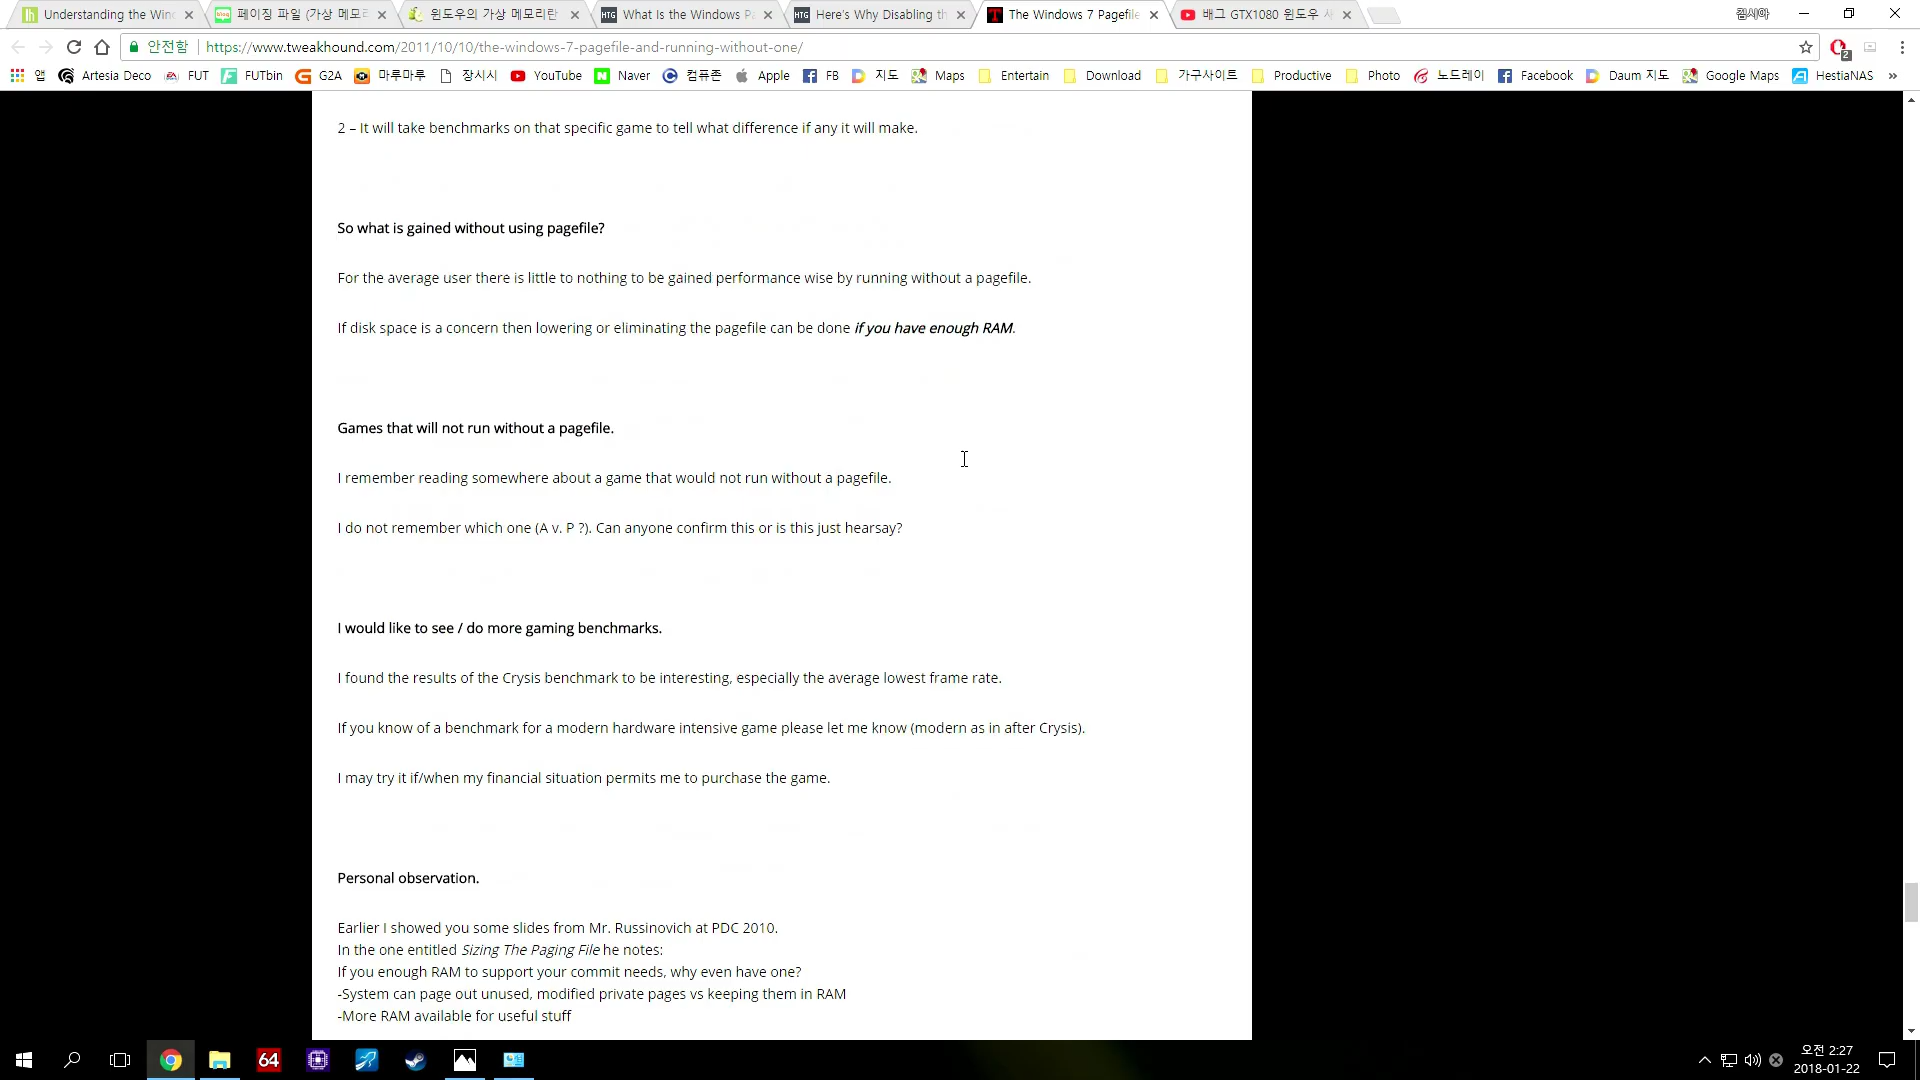 Understanding the Wind
페이징 파일 (가상 메모리
윈도우의 가상 메모리란
What Is the Windows Pa
Here's Why Disabling th
The Windows 7 Pagefile
배그 GTX1080 윈도우 새
안전함
https://www.tweakhound.com/2011/10/10/the-windows-7-pagefile-and-running-without-one/
앱 Artesia Deco FUT FUTbin G2A 마루마루 장시시 YouTube Naver 컴퓨존 Apple FB 지도 Maps Entertain Download 가구사이트 Productive Photo 노드레이 Facebook Daum 지도 Google Maps HestiaNAS »
2 – It will take benchmarks on that specific game to tell what difference if any it will make.
So what is gained without using pagefile?
For the average user there is little to nothing to be gained performance wise by running without a pagefile.
If disk space is a concern then lowering or eliminating the pagefile can be done if you have enough RAM.
Games that will not run without a pagefile.
I remember reading somewhere about a game that would not run without a pagefile.
I do not remember which one (A v. P ?). Can anyone confirm this or is this just hearsay?
I would like to see / do more gaming benchmarks.
I found the results of the Crysis benchmark to be interesting, especially the average lowest frame rate.
If you know of a benchmark for a modern hardware intensive game please let me know (modern as in after Crysis).
I may try it if/when my financial situation permits me to purchase the game.
Personal observation.
Earlier I showed you some slides from Mr. Russinovich at PDC 2010.
In the one entitled Sizing The Paging File he notes:
If you enough RAM to support your commit needs, why even have one?
-System can page out unused, modified private pages vs keeping them in RAM
-More RAM available for useful stuff
64
오전 2:27
2018-01-22